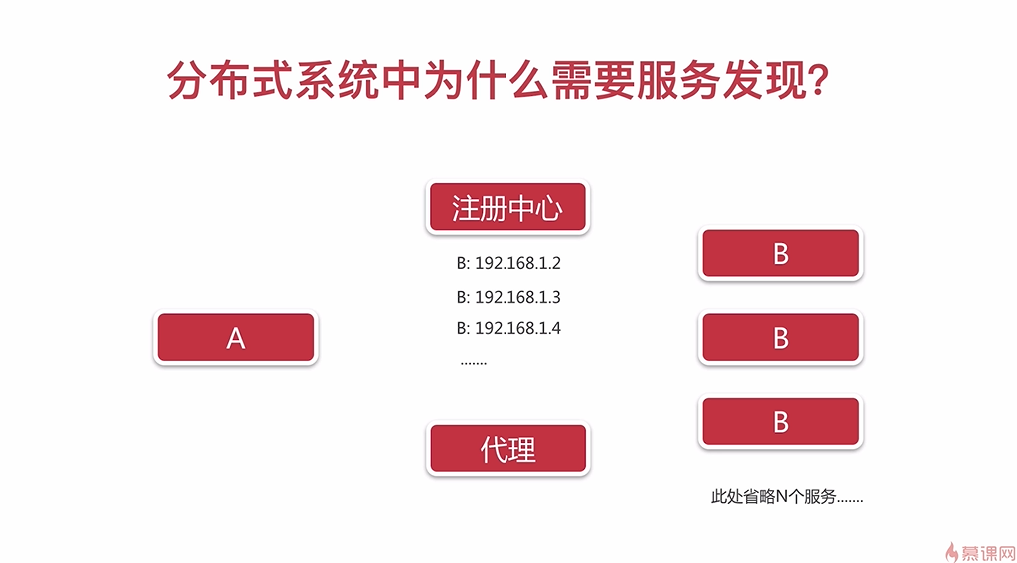 分布式系统中为什么需要服务发现?
注册中心
B: 192.168.1.2
B: 192.168.1.3
B: 192.168.1.4
.......
A
代理
B
B
B
此处省略N个服务.......
慕课网